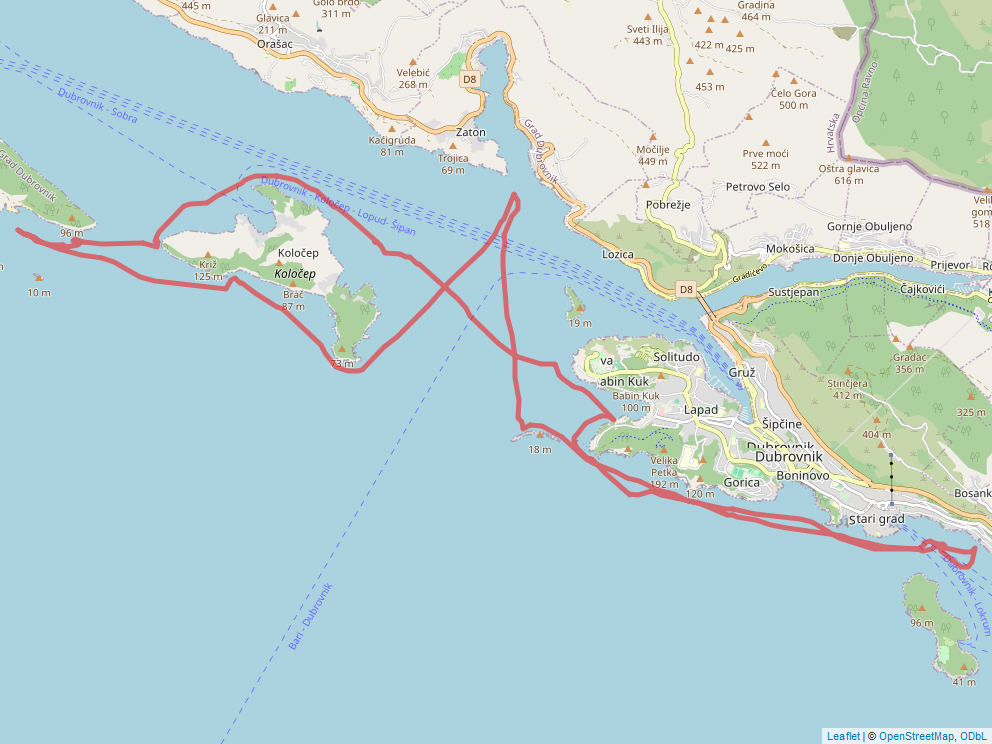 445 m
Glavica
211 m
Orašac
Golo brdo
311 m
Gradina
464 m
Sveti Ilija
443 m
422 m
425 m
D8
Velebić
268 m
453 m
Čelo Gora
500 m
Općina Ravno
Hrvatska
Dubrovnik - Sobra
Zaton
Kačigruda
81 m
Trojica
69 m
Grad Dubrovnik
Močilje
449 m
Prve moći
522 m
Oštra glavica
616 m
Grad Dubrovnik
Dubrovnik - Koločep - Lopud- Šipan
Petrovo Selo
Pobrežje
Veli
gom
518
96 m
Gornje Obuljeno
Koločep
Križ
125 m
Koločep
Lozica
Mokošica
Donje Obuljeno
Prijevor
Gradićevo
10 m
Brač
87 m
D8
Sustjepan
Čajkovići
19 m
73 m
va
Solitudo
Gruž
Gradac
356 m
abin Kuk
Babin Kuk
100 m
Stinčjera
412 m
Lapad
325 m
Šipčine
404 m
18 m
Dubrovnik
Dubrovnik
Velika
Petka
192 m
Boninovo
Gorica
120 m
Bosank
Stari grad
Dubrovnik - Lokrum
Bari - Dubrovnik
96 m
41 m
Leaflet | © OpenStreetMap, ODbL